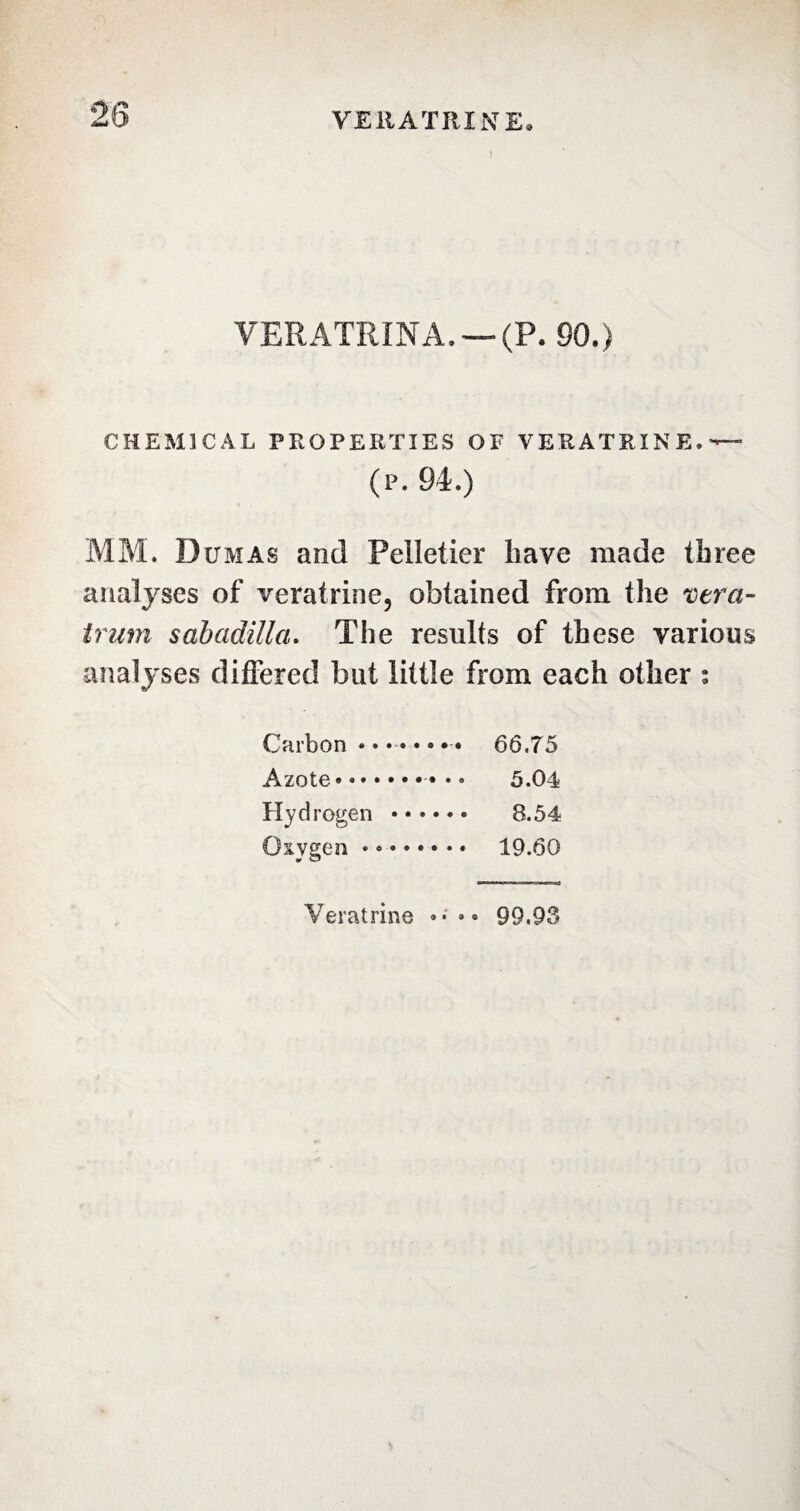 26
VERATRINE.
VERATRINA.—(P. 90.)
CHEMICAL PROPERTIES OF VERATRINE.—
(P. 94.)
MM. Dumas and Pelletier have made three
analyses of veratrine, obtained from the vera-
trum sabadilla. The results of these various
analyses differed but little from each other :
Carbon ········ 66.75
Azote·········· 5.04
Hydrogen ······ 8.54
Oxygen ········ 19.60
Veratrine ···· 99.93